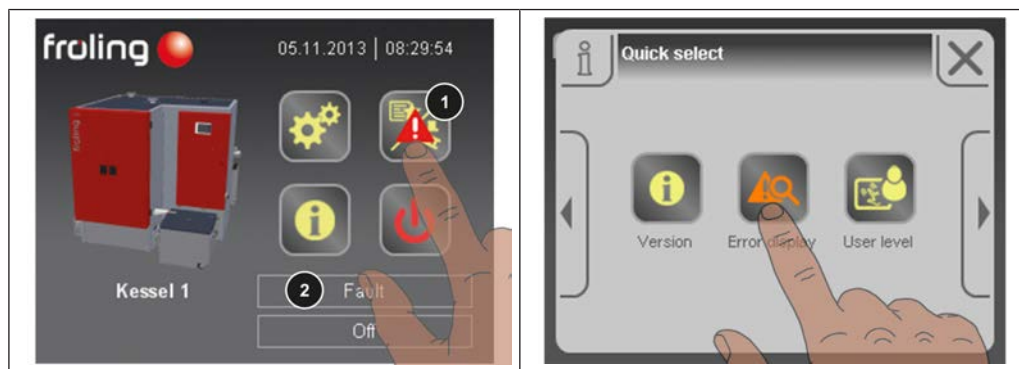 fröling
05.11.2013 | 08:29:54
1
Kessel 1
2 Fault
Off
Quick select
Version
Error display
User level